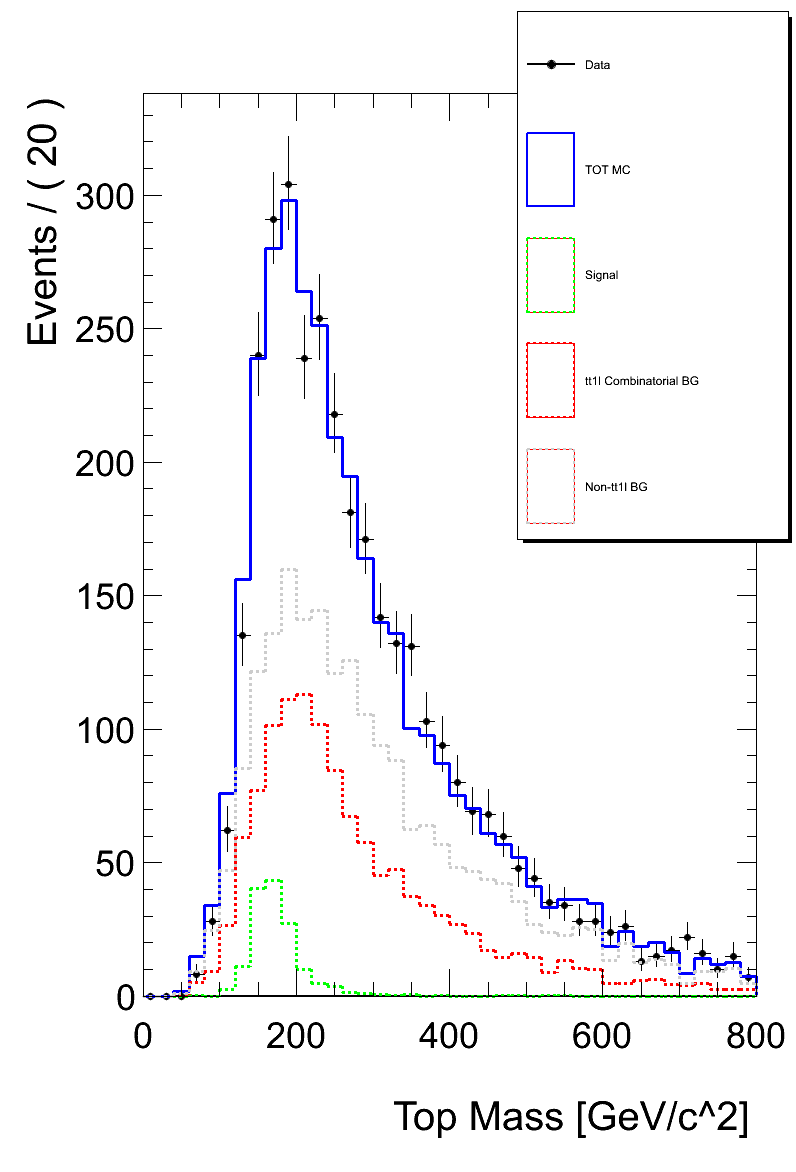 Data
TOT MC
Signal
tt1l Combinatorial BG
Non-tt1l BG
Events / ( 20 )
300
250
200
150
100
50
0
0 200 400 600 800
Top Mass [GeV/c^2]